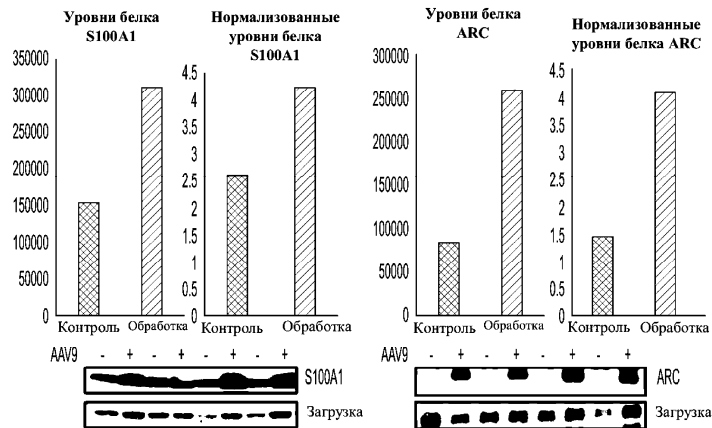 Уровни белка
S100A1
Нормализованные
уровни белка
S100A1
Уровни белка
ARC
Нормализованные
уровни белка ARC
350000
300000
250000
200000
150000
100000
50000
0
4.5
4
3.5
3
2.5
2
1.5
1
0.5
0
300000
250000
200000
150000
100000
50000
0
4.5
4
3.5
3
2.5
2
1.5
1
0.5
0
Контроль Обработка
Контроль Обработка
Контроль Обработка
Контроль Обработка
AAV9 - + - + - + - +
S100A1
Загрузка
AAV9 - + - + - + - +
ARC
Загрузка